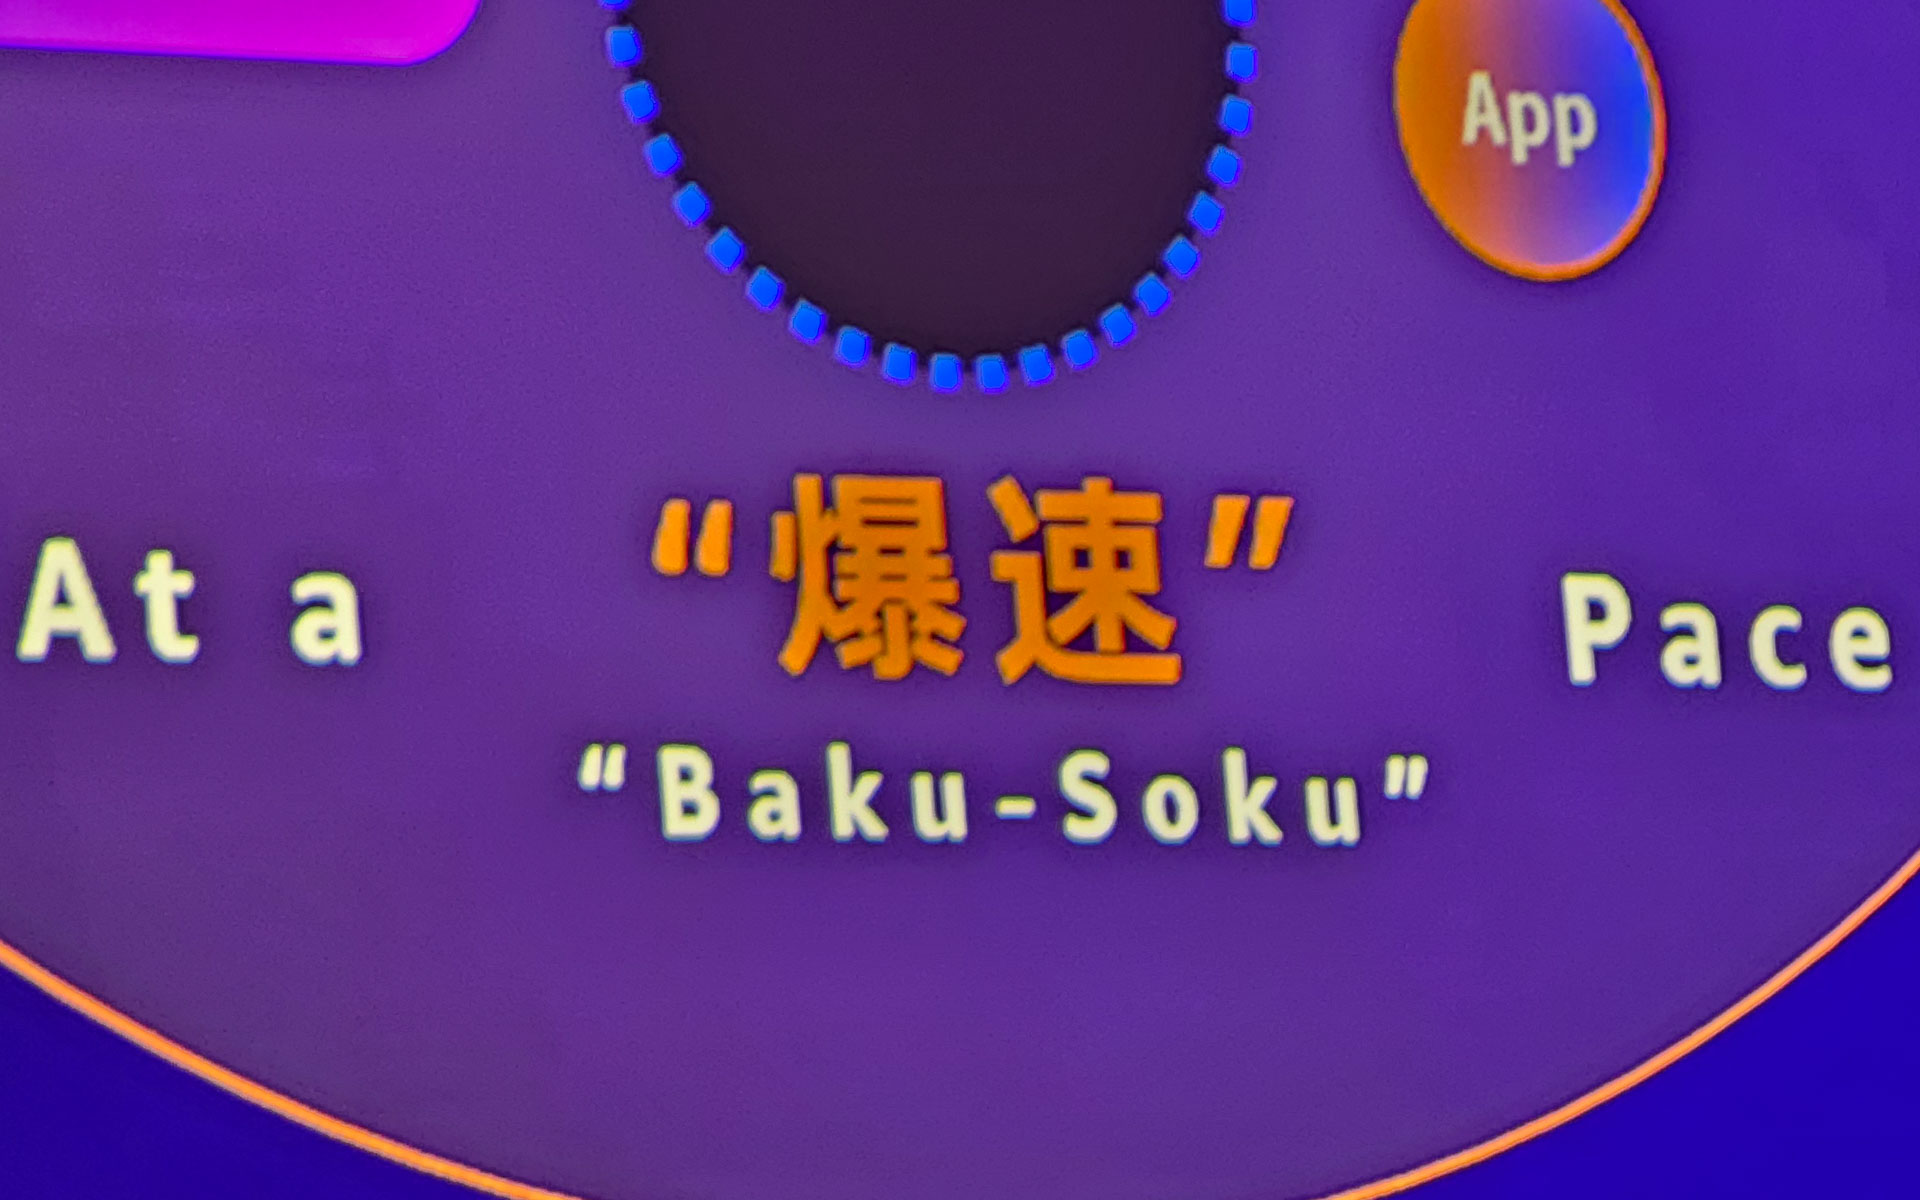 App
At a “爆速” Pace
“Baku-Soku”